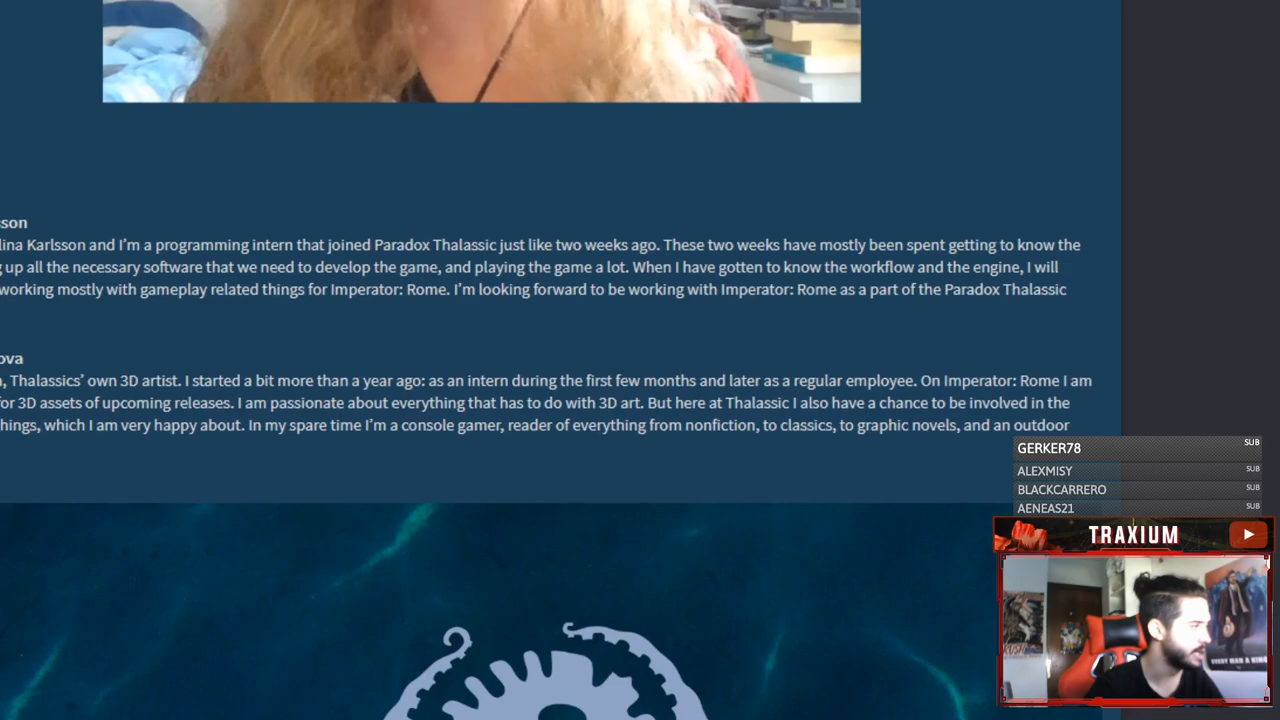 sson
lina Karlsson and I'm a programming intern that joined Paradox Thalassic just like two weeks ago. These two weeks have mostly been spent getting to know the
g up all the necessary software that we need to develop the game, and playing the game a lot. When I have gotten to know the workflow and the engine, I will
working mostly with gameplay related things for Imperator: Rome. I'm looking forward to be working with Imperator: Rome as a part of the Paradox Thalassic
ova
, Thalassics' own 3D artist. I started a bit more than a year ago: as an intern during the first few months and later as a regular employee. On Imperator: Rome I am
for 3D assets of upcoming releases. I am passionate about everything that has to do with 3D art. But here at Thalassic I also have a chance to be involved in the
hings, which I am very happy about. In my spare time I'm a console gamer, reader of everything from nonfiction, to classics, to graphic novels, and an outdoor
GERKER78 SUB
ALEXMISY SUB
BLACKCARRERO SUB
AENEAS21 SUB
TRAXIUM